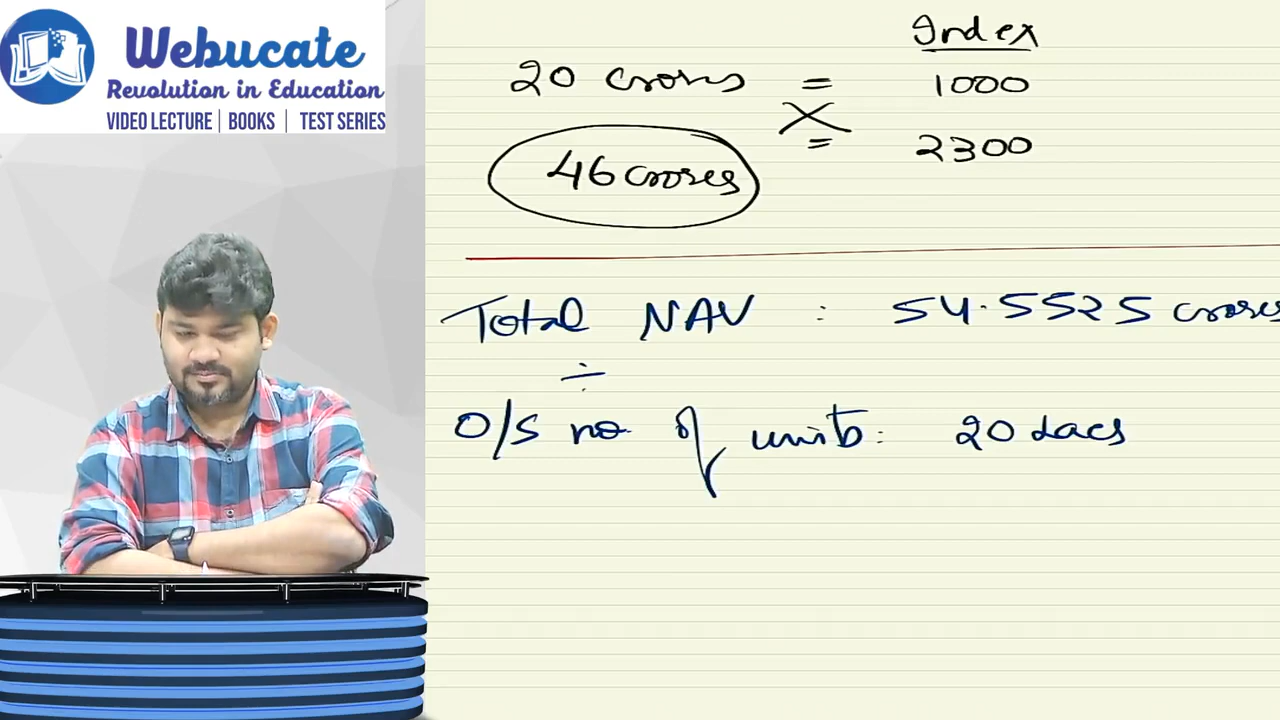 Webucate
Revolution in Education
VIDEO LECTURE | BOOKS | TEST SERIES
Index
20 crores = 1000
46 crores = 2300
Total NAV : 54.5525 crores
÷
O/S no. of units: 20 Lacs